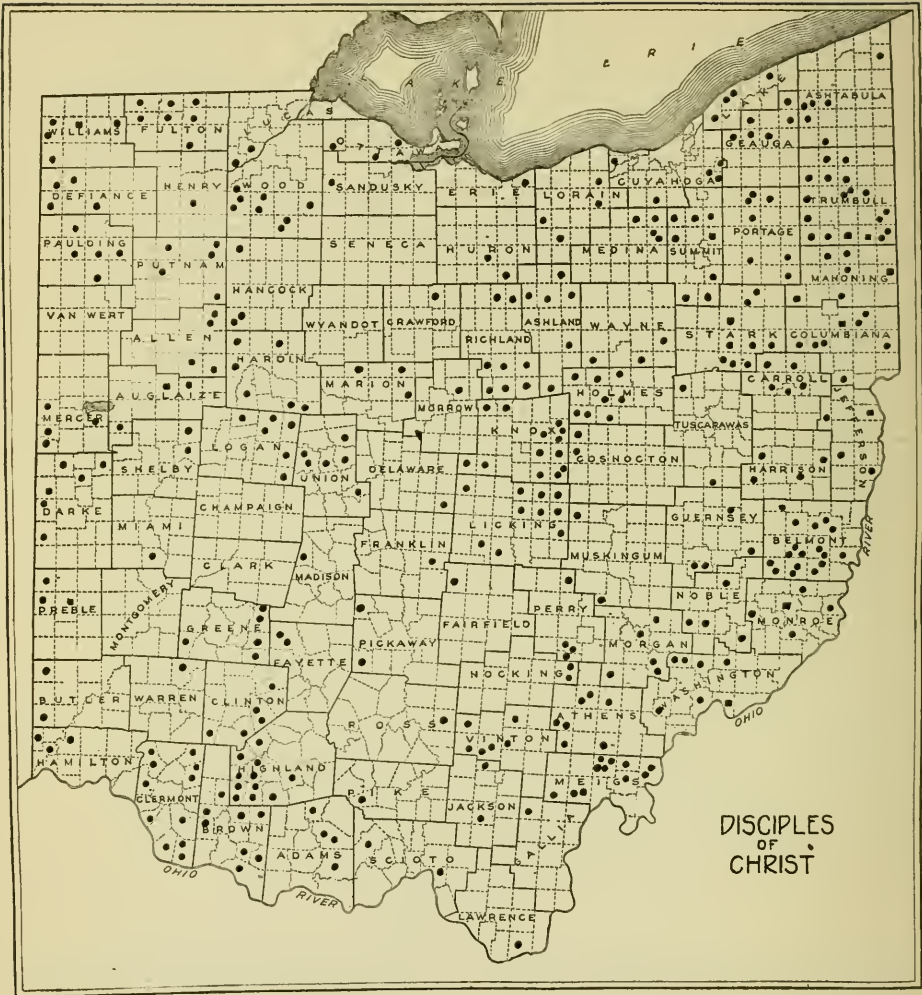 LAKE ERIE
WILLIAMS
FULTON
LUCAS
OTTAWA
LAKE
ASHTABULA
GEAUGA
CUYAHOGA
DEFIANCE
HENRY
WOOD
SANDUSKY
ERIE
LORAIN
TRUMBULL
PAULDING
PUTNAM
SENECA
HURON
MEDINA
SUMMIT
PORTAGE
MAHONING
HANCOCK
VAN WERT
ALLEN
WYANDOT
CRAWFORD
RICHLAND
ASHLAND
WAYNE
STARK
COLUMBIANA
HARDIN
MARION
MERCER
AUGLAIZE
MORROW
HOLMES
CARROLL
JEFFERSON
LOGAN
UNION
KNOX
TUSCARAWAS
SHELBY
DELAWARE
COSNOCTON
HARRISON
DARKE
MIAMI
CHAMPAIGN
LICKING
GUERNSEY
BELMONT
RIVER
CLARK
FRANKLIN
MUSKINGUM
MADISON
PREBLE
MONTGOMERY
GREENE
FAYETTE
PICKAWAY
FAIRFIELD
PERRY
NOBLE
MONROE
MORGAN
NOCKING
WASHINGTON
BUTLER
WARREN
CLINTON
ROSS
VINTON
ATHENS
OHIO
HAMILTON
HIGHLAND
MEIGS
CLERMONT
PIKE
JACKSON
BROWN
ADAMS
SCIOTO
GALLIA
OHIO
RIVER
LAWRENCE
DISCIPLES
OF
CHRIST